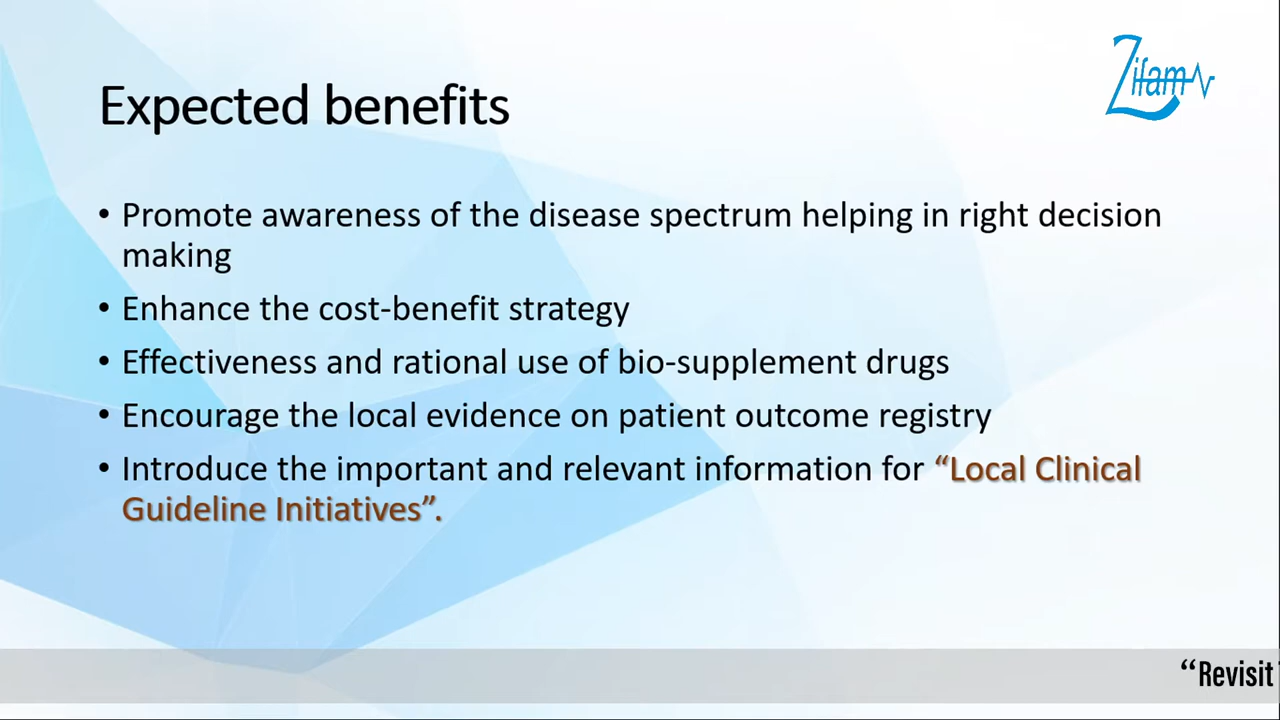 Zifam
Expected benefits
• Promote awareness of the disease spectrum helping in right decision
making
• Enhance the cost-benefit strategy
• Effectiveness and rational use of bio-supplement drugs
• Encourage the local evidence on patient outcome registry
• Introduce the important and relevant information for “Local Clinical
Guideline Initiatives”.
“Revisit